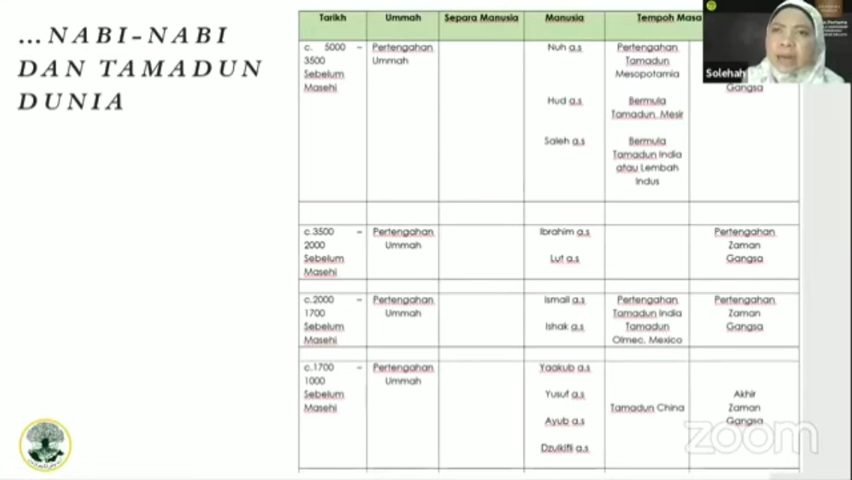 ...NABI-NABI
DAN TAMADUN
DUNIA
Tarikh Ummah Separa Manusia Manusia Tempoh Masa
c. 5000 –
3500
Sebelum
Masehi
Pertengahan
Ummah
Nuh a.s
Hud a.s
Saleh a.s
Pertengahan
Tamadun
Mesopotamia
Bermula
Tamadun Mesir
Bermula
Tamadun India
atau Lembah
Indus
Gangsa
c.3500 –
2000
Sebelum
Masehi
Pertengahan
Ummah
Ibrahim a.s
Lut a.s
Pertengahan
Zaman
Gangsa
c.2000 –
1700
Sebelum
Masehi
Pertengahan
Ummah
Ismail a.s
Ishak a.s
Pertengahan
Tamadun India
Tamadun
Olmec, Mexico
Pertengahan
Zaman
Gangsa
c.1700 –
1000
Sebelum
Masehi
Pertengahan
Ummah
Yaakub a.s
Yusuf a.s
Ayub a.s
Dzulkifli a.s
Tamadun China
Akhir
Zaman
Gangsa
Solehah
zoom